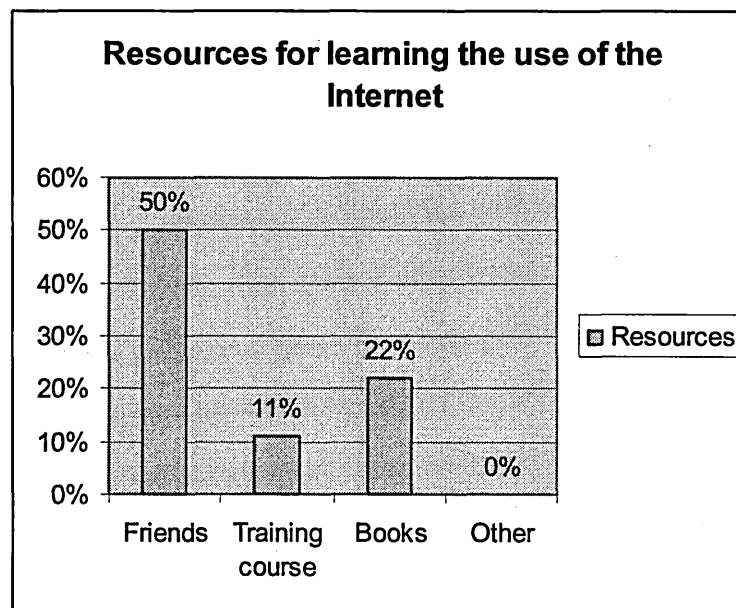 Resources for learning the use of the
Internet
60%
50%
40%
30%
20%
10%
0%
50%
11%
22%
0%
Friends
Training
course
Books
Other
Resources